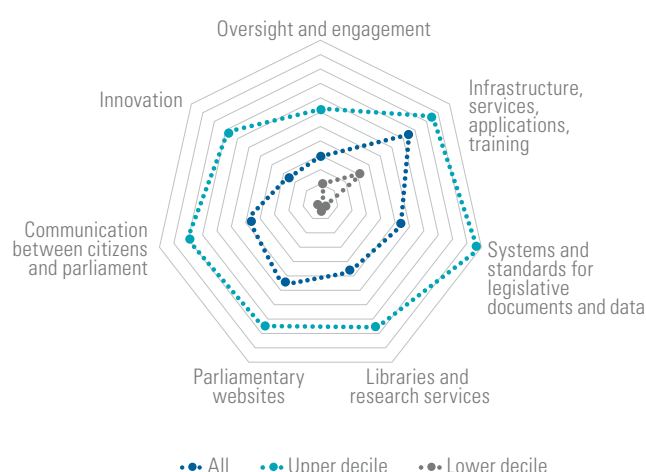 Oversight and engagement
Infrastructure,
services,
applications,
training
Systems and
standards for
legislative
documents and data
Libraries and
research services
Parliamentary
websites
Communication
between citizens
and parliament
Innovation
All Upper decile Lower decile